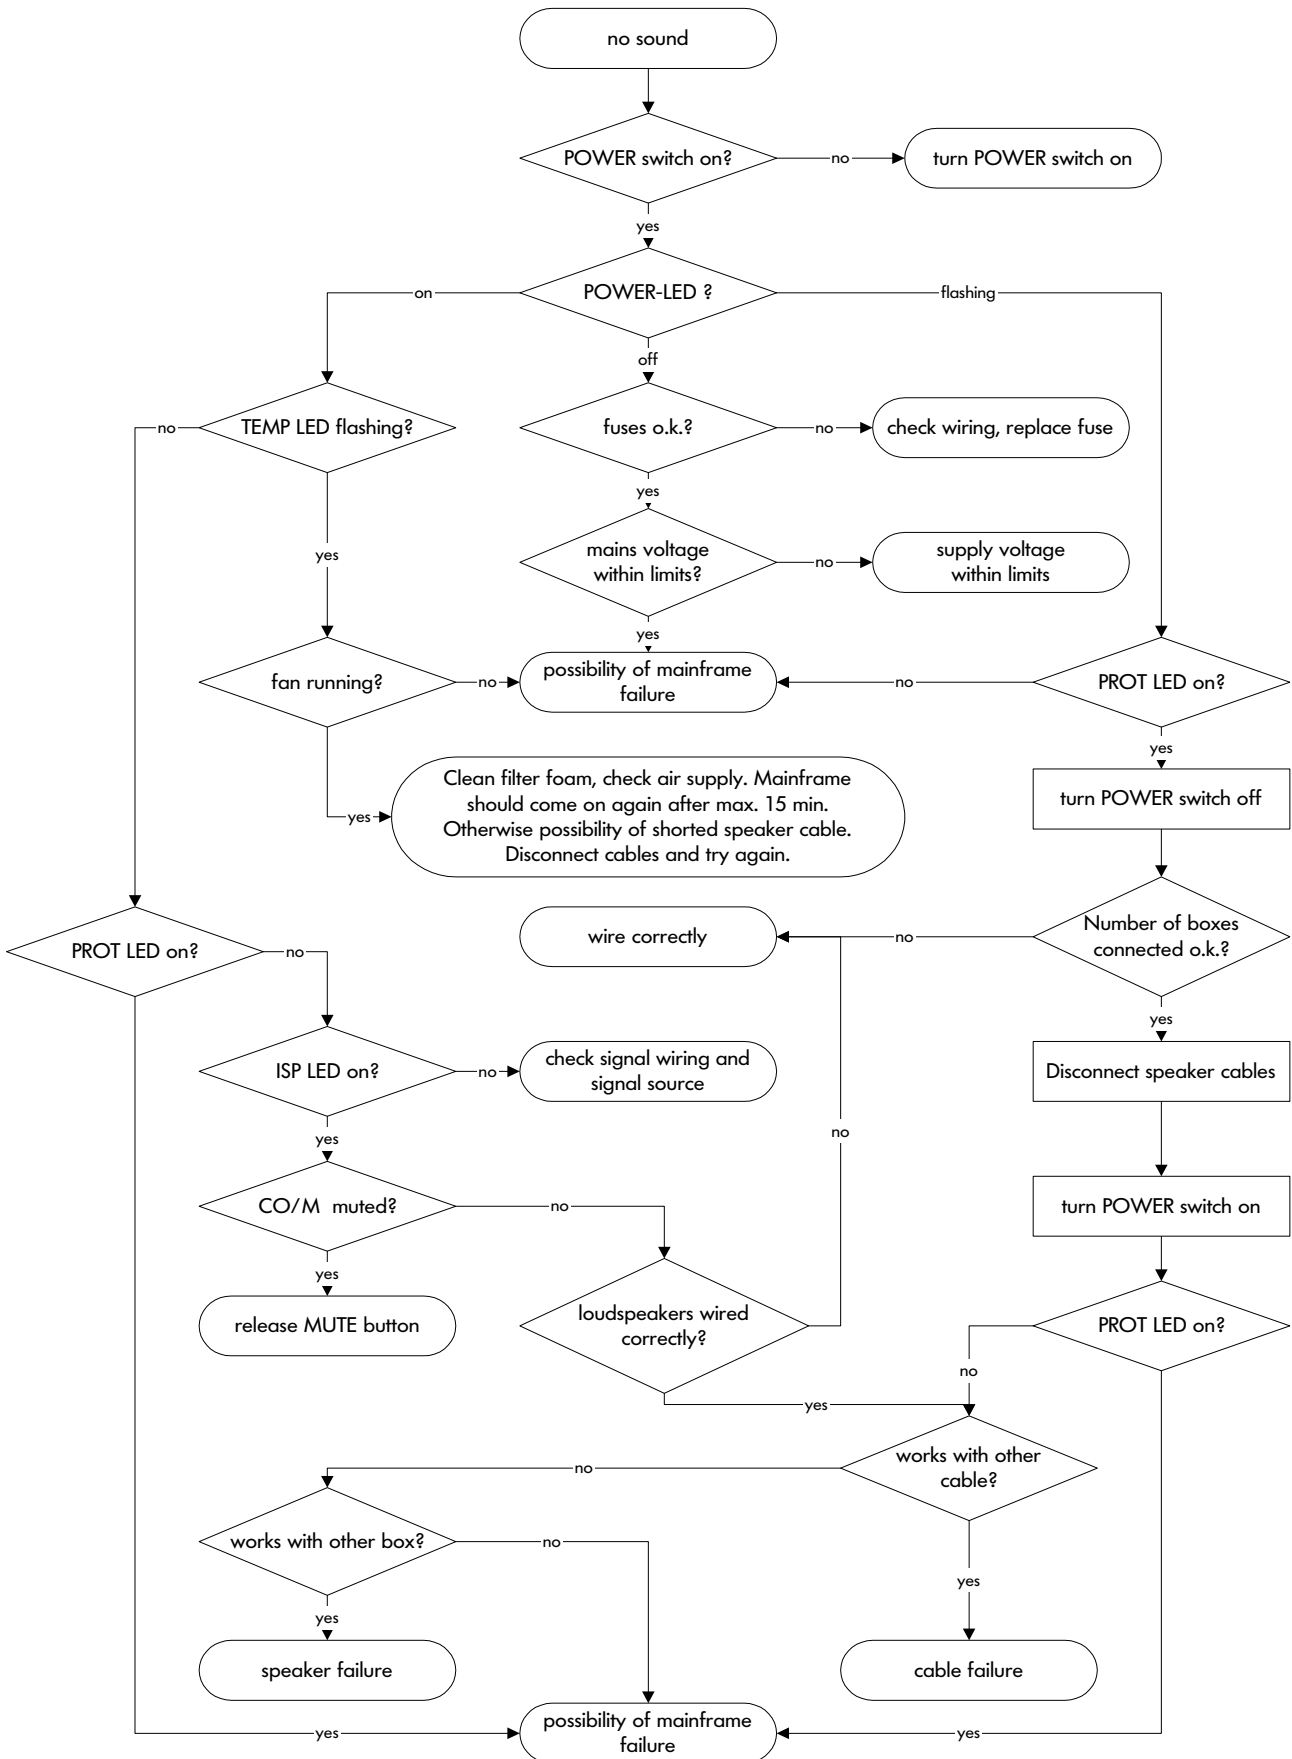 no sound
POWER switch on?
no
turn POWER switch on
yes
on
POWER-LED ?
flashing
off
no
TEMP LED flashing?
fuses o.k.?
no
check wiring, replace fuse
yes
yes
mains voltage
within limits?
no
supply voltage
within limits
yes
fan running?
no
possibility of mainframe
failure
no
PROT LED on?
yes
Clean filter foam, check air supply. Mainframe
should come on again after max. 15 min.
Otherwise possibility of shorted speaker cable.
Disconnect cables and try again.
yes
turn POWER switch off
PROT LED on?
no
wire correctly
no
Number of boxes
connected o.k.?
yes
ISP LED on?
no
check signal wiring and
signal source
Disconnect speaker cables
yes
no
CO/M  muted?
no
turn POWER switch on
yes
release MUTE button
loudspeakers wired
correctly?
PROT LED on?
no
yes
works with other
cable?
no
works with other box?
no
yes
yes
speaker failure
cable failure
yes
possibility of mainframe
failure
yes